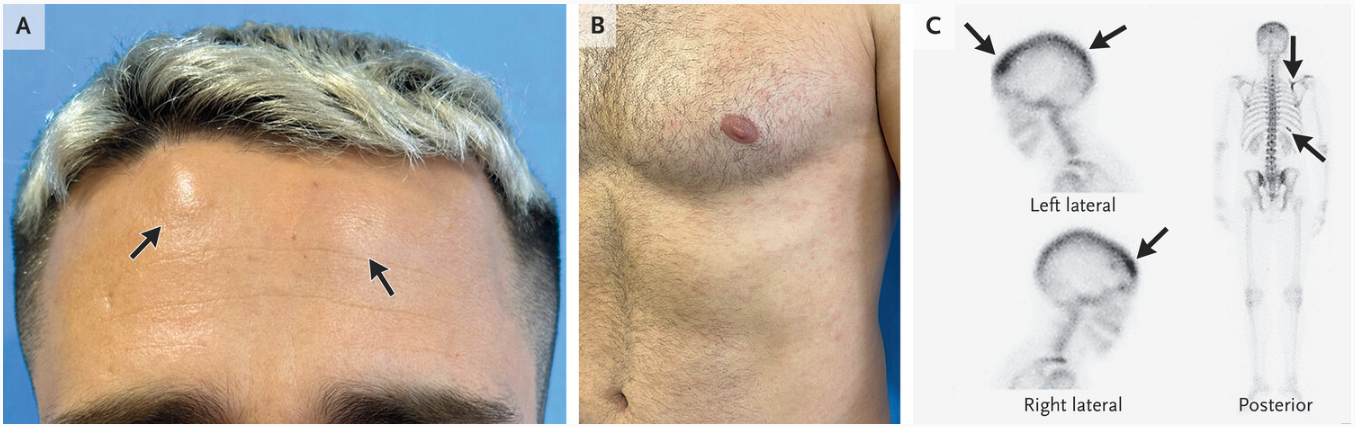 A
B
C
Left lateral
Right lateral
Posterior